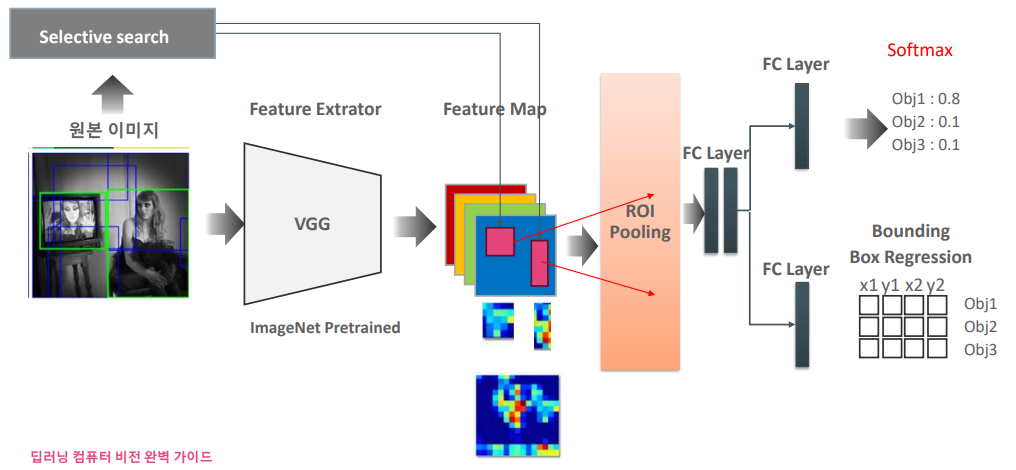 Selective search
원본 이미지
Feature Extrator
VGG
ImageNet Pretrained
Feature Map
ROI
Pooling
FC Layer
FC Layer
Softmax
Obj1 : 0.8
Obj2 : 0.1
Obj3 : 0.1
FC Layer
Bounding
Box Regression
x1 y1 x2 y2
Obj1
Obj2
Obj3
딥러닝 컴퓨터 비전 완벽 가이드